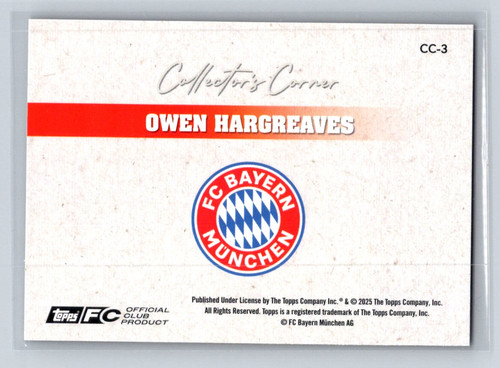 CC-3
Collector's Corner
OWEN HARGREAVES
FC BAYERN
MÜNCHEN
Published Under License by The Topps Company Inc.® & © 2025 The Topps Company, Inc.
All Rights Reserved. Topps is a registered trademark of The Topps Company, Inc.
© FC Bayern München AG
topps FC OFFICIAL
CLUB
PRODUCT